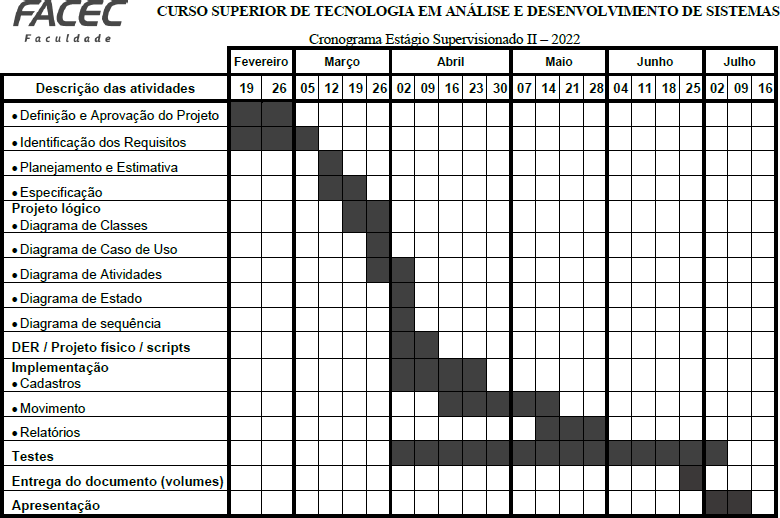 FACEC
Faculdade
CURSO SUPERIOR DE TECNOLOGIA EM ANÁLISE E DESENVOLVIMENTO DE SISTEMAS
Cronograma Estágio Supervisionado II – 2022
Fevereiro Março Abril Maio Junho Julho
Descrição das atividades 19 26 05 12 19 26 02 09 16 23 30 07 14 21 28 04 11 18 25 02 09 16
• Definição e Aprovação do Projeto
• Identificação dos Requisitos
• Planejamento e Estimativa
• Especificação
Projeto lógico
• Diagrama de Classes
• Diagrama de Caso de Uso
• Diagrama de Atividades
• Diagrama de Estado
• Diagrama de sequência
DER / Projeto físico / scripts
Implementação
• Cadastros
• Movimento
• Relatórios
Testes
Entrega do documento (volumes)
Apresentação